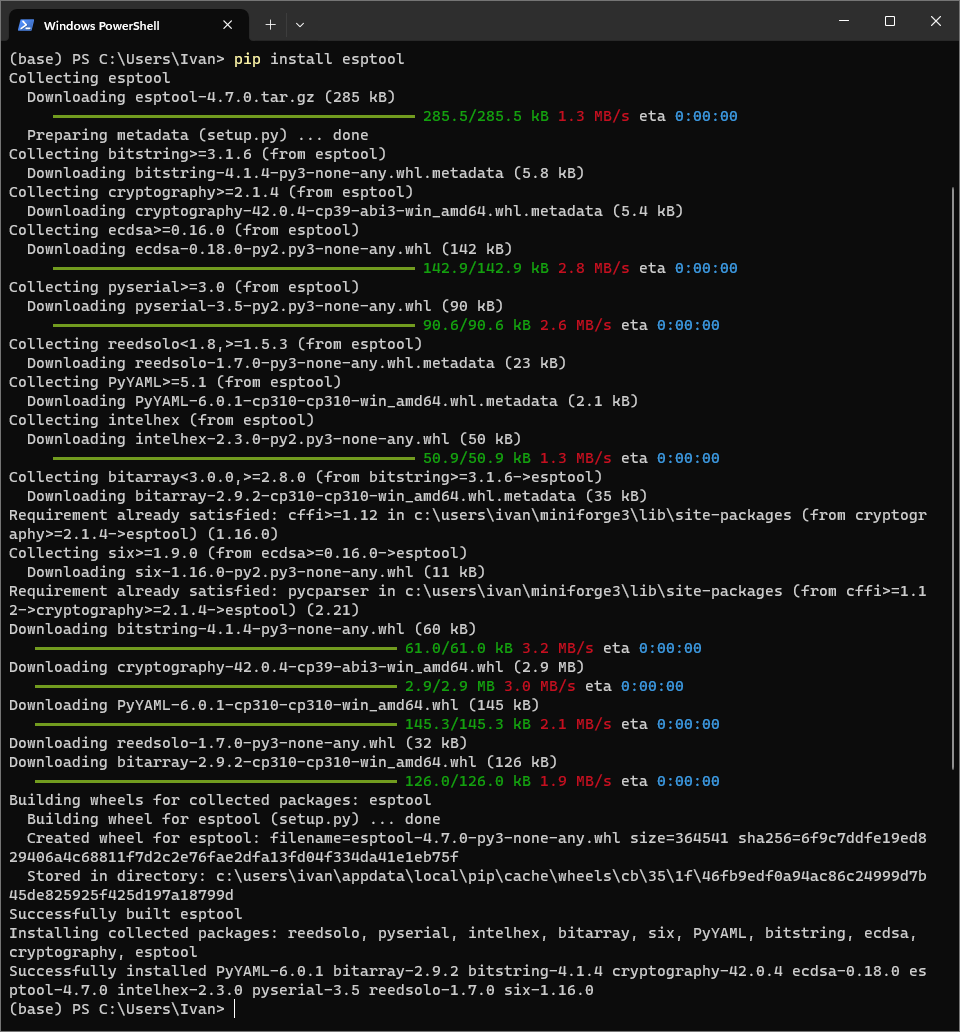 Windows PowerShell
(base) PS C:\Users\Ivan> pip install esptool
Collecting esptool
  Downloading esptool-4.7.0.tar.gz (285 kB)
285.5/285.5 kB 1.3 MB/s eta 0:00:00
  Preparing metadata (setup.py) ... done
Collecting bitstring>=3.1.6 (from esptool)
  Downloading bitstring-4.1.4-py3-none-any.whl.metadata (5.8 kB)
Collecting cryptography>=2.1.4 (from esptool)
  Downloading cryptography-42.0.4-cp39-abi3-win_amd64.whl.metadata (5.4 kB)
Collecting ecdsa>=0.16.0 (from esptool)
  Downloading ecdsa-0.18.0-py2.py3-none-any.whl (142 kB)
142.9/142.9 kB 2.8 MB/s eta 0:00:00
Collecting pyserial>=3.0 (from esptool)
  Downloading pyserial-3.5-py2.py3-none-any.whl (90 kB)
90.6/90.6 kB 2.6 MB/s eta 0:00:00
Collecting reedsolo<1.8,>=1.5.3 (from esptool)
  Downloading reedsolo-1.7.0-py3-none-any.whl.metadata (23 kB)
Collecting PyYAML>=5.1 (from esptool)
  Downloading PyYAML-6.0.1-cp310-cp310-win_amd64.whl.metadata (2.1 kB)
Collecting intelhex (from esptool)
  Downloading intelhex-2.3.0-py2.py3-none-any.whl (50 kB)
50.9/50.9 kB 1.3 MB/s eta 0:00:00
Collecting bitarray<3.0.0,>=2.8.0 (from bitstring>=3.1.6->esptool)
  Downloading bitarray-2.9.2-cp310-cp310-win_amd64.whl.metadata (35 kB)
Requirement already satisfied: cffi>=1.12 in c:\users\ivan\miniforge3\lib\site-packages (from cryptogr
aphy>=2.1.4->esptool) (1.16.0)
Collecting six>=1.9.0 (from ecdsa>=0.16.0->esptool)
  Downloading six-1.16.0-py2.py3-none-any.whl (11 kB)
Requirement already satisfied: pycparser in c:\users\ivan\miniforge3\lib\site-packages (from cffi>=1.1
2->cryptography>=2.1.4->esptool) (2.21)
Downloading bitstring-4.1.4-py3-none-any.whl (60 kB)
61.0/61.0 kB 3.2 MB/s eta 0:00:00
Downloading cryptography-42.0.4-cp39-abi3-win_amd64.whl (2.9 MB)
2.9/2.9 MB 3.0 MB/s eta 0:00:00
Downloading PyYAML-6.0.1-cp310-cp310-win_amd64.whl (145 kB)
145.3/145.3 kB 2.1 MB/s eta 0:00:00
Downloading reedsolo-1.7.0-py3-none-any.whl (32 kB)
Downloading bitarray-2.9.2-cp310-cp310-win_amd64.whl (126 kB)
126.0/126.0 kB 1.9 MB/s eta 0:00:00
Building wheels for collected packages: esptool
  Building wheel for esptool (setup.py) ... done
  Created wheel for esptool: filename=esptool-4.7.0-py3-none-any.whl size=364541 sha256=6f9c7ddfe19ed8
29406a4c68811f7d2c2e76fae2dfa13fd04f334da41e1eb75f
  Stored in directory: c:\users\ivan\appdata\local\pip\cache\wheels\cb\35\1f\46fb9edf0a94ac86c24999d7b
45de825925f425d197a18799d
Successfully built esptool
Installing collected packages: reedsolo, pyserial, intelhex, bitarray, six, PyYAML, bitstring, ecdsa,
cryptography, esptool
Successfully installed PyYAML-6.0.1 bitarray-2.9.2 bitstring-4.1.4 cryptography-42.0.4 ecdsa-0.18.0 es
ptool-4.7.0 intelhex-2.3.0 pyserial-3.5 reedsolo-1.7.0 six-1.16.0
(base) PS C:\Users\Ivan>